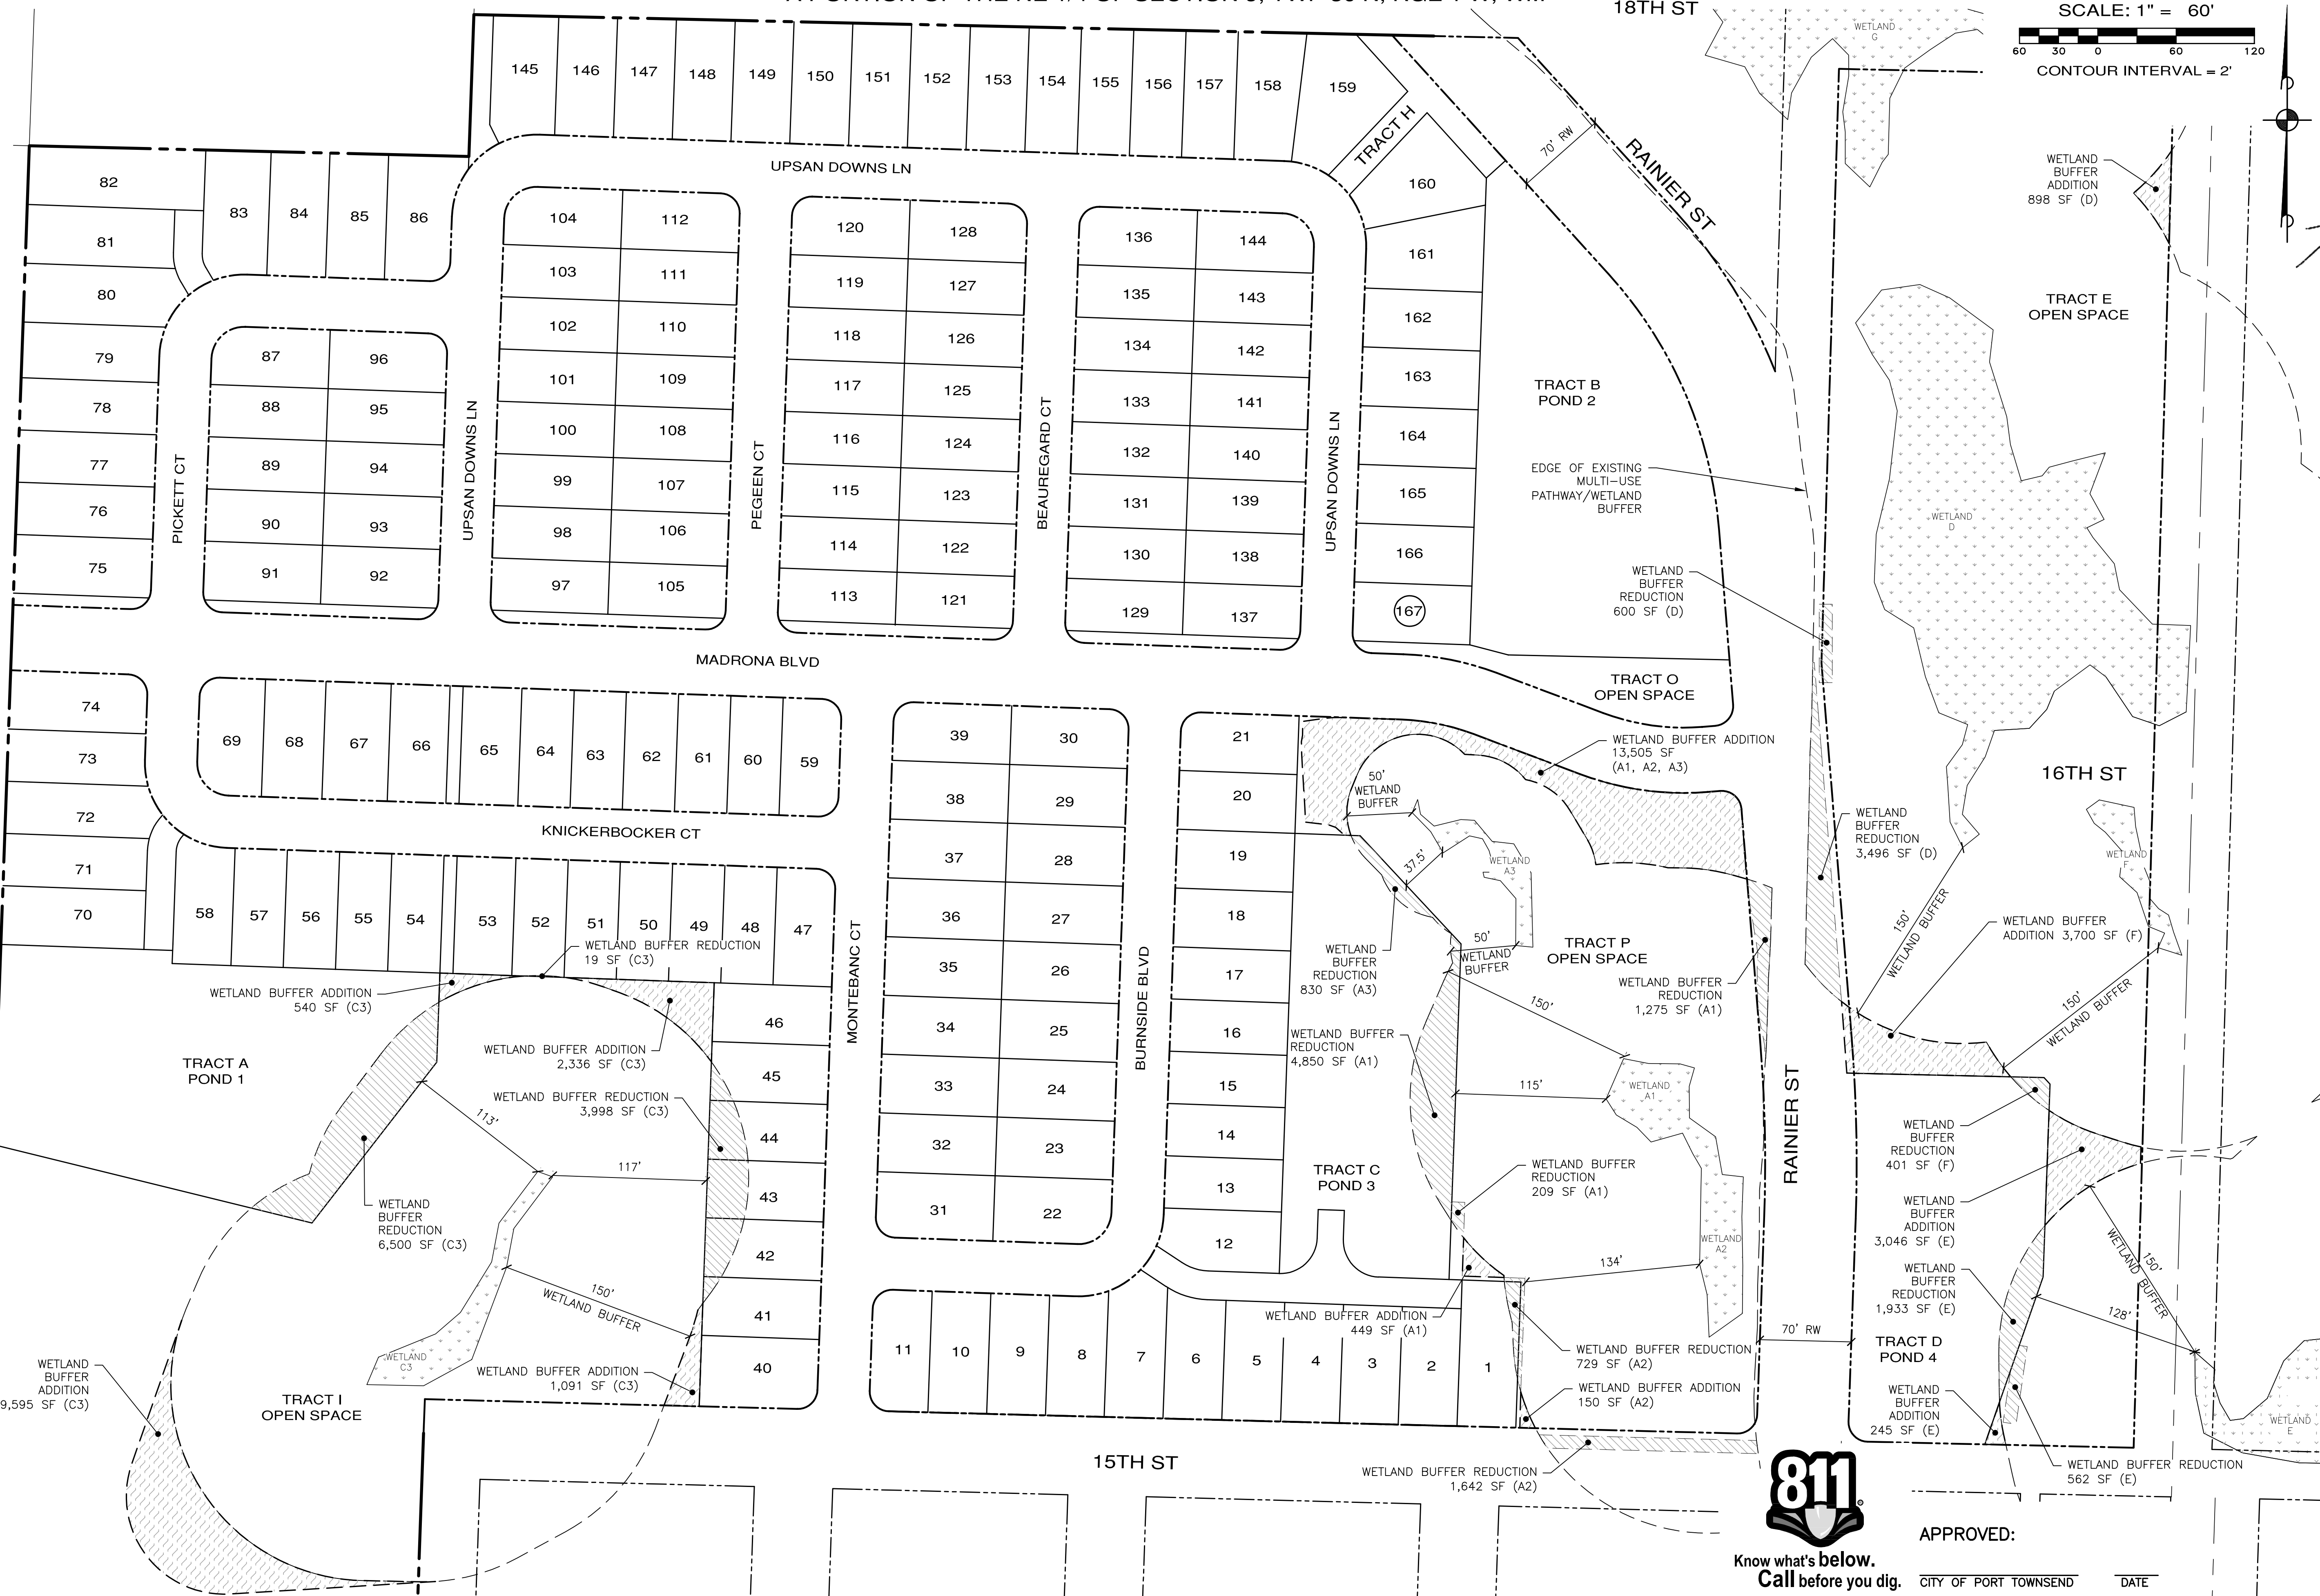 18TH ST
SCALE: 1" = 60'
60 30 0 60 120
CONTOUR INTERVAL = 2'
WETLAND
G
145 146 147 148 149 150 151 152 153 154 155 156 157 158 159
TRACT H
70' RW
RAINIER ST
UPSAN DOWNS LN
WETLAND
BUFFER
ADDITION
898 SF (D)
82
83 84 85 86
81
80
79
78
77
76
75
104 112
103 111
102 110
101 109
100 108
99 107
98 106
97 105
120 128
119 127
118 126
117 125
116 124
115 123
114 122
113 121
136 144
135 143
134 142
133 141
132 140
131 139
130 138
129 137
160
161
162
163
164
165
166
167
87 96
88 95
89 94
90 93
91 92
PICKETT CT
UPSAN DOWNS LN
PEGEEN CT
BEAUREGARD CT
UPSAN DOWNS LN
TRACT B
POND 2
TRACT E
OPEN SPACE
EDGE OF EXISTING
MULTI-USE
PATHWAY/WETLAND
BUFFER
WETLAND
D
WETLAND
BUFFER
REDUCTION
600 SF (D)
MADRONA BLVD
TRACT O
OPEN SPACE
74
73
72
71
70
69 68 67 66 65 64 63 62 61 60 59
KNICKERBOCKER CT
58 57 56 55 54 53 52 51 50 49 48 47
39 30
38 29
37 28
36 27
35 26
34 25
33 24
32 23
31 22
21
20
19
18
17
16
15
14
13
12
WETLAND BUFFER ADDITION
13,505 SF
(A1, A2, A3)
16TH ST
50'
WETLAND
BUFFER
37.5'
WETLAND
A3
WETLAND
BUFFER
REDUCTION
3,496 SF (D)
WETLAND
F
150'
WETLAND BUFFER
WETLAND BUFFER
ADDITION 3,700 SF (F)
150'
WETLAND BUFFER
WETLAND BUFFER REDUCTION
19 SF (C3)
WETLAND BUFFER ADDITION
540 SF (C3)
WETLAND
BUFFER
REDUCTION
830 SF (A3)
50'
WETLAND
BUFFER
TRACT P
OPEN SPACE
WETLAND BUFFER
REDUCTION
1,275 SF (A1)
150'
MONTEBANC CT
BURNSIDE BLVD
46
45
44
43
42
41
40
WETLAND BUFFER ADDITION
2,336 SF (C3)
WETLAND BUFFER
REDUCTION
4,850 SF (A1)
TRACT A
POND 1
WETLAND BUFFER REDUCTION
3,998 SF (C3)
113'
117'
115'
WETLAND
A1
RAINIER ST
WETLAND
BUFFER
REDUCTION
401 SF (F)
TRACT C
POND 3
WETLAND BUFFER
REDUCTION
209 SF (A1)
WETLAND
BUFFER
REDUCTION
6,500 SF (C3)
WETLAND
BUFFER
ADDITION
3,046 SF (E)
WETLAND
A2
134'
150'
WETLAND BUFFER
WETLAND
BUFFER
REDUCTION
1,933 SF (E)
128'
150'
WETLAND BUFFER
WETLAND BUFFER ADDITION
449 SF (A1)
70' RW
TRACT D
POND 4
11 10 9 8 7 6 5 4 3 2 1
WETLAND BUFFER REDUCTION
729 SF (A2)
WETLAND
C3
WETLAND BUFFER ADDITION
1,091 SF (C3)
WETLAND BUFFER ADDITION
150 SF (A2)
WETLAND
BUFFER
ADDITION
9,595 SF (C3)
TRACT I
OPEN SPACE
WETLAND
BUFFER
ADDITION
245 SF (E)
WETLAND
E
15TH ST
WETLAND BUFFER REDUCTION
1,642 SF (A2)
WETLAND BUFFER REDUCTION
562 SF (E)
811®
Know what's below.
Call before you dig.
APPROVED:
CITY OF PORT TOWNSEND DATE